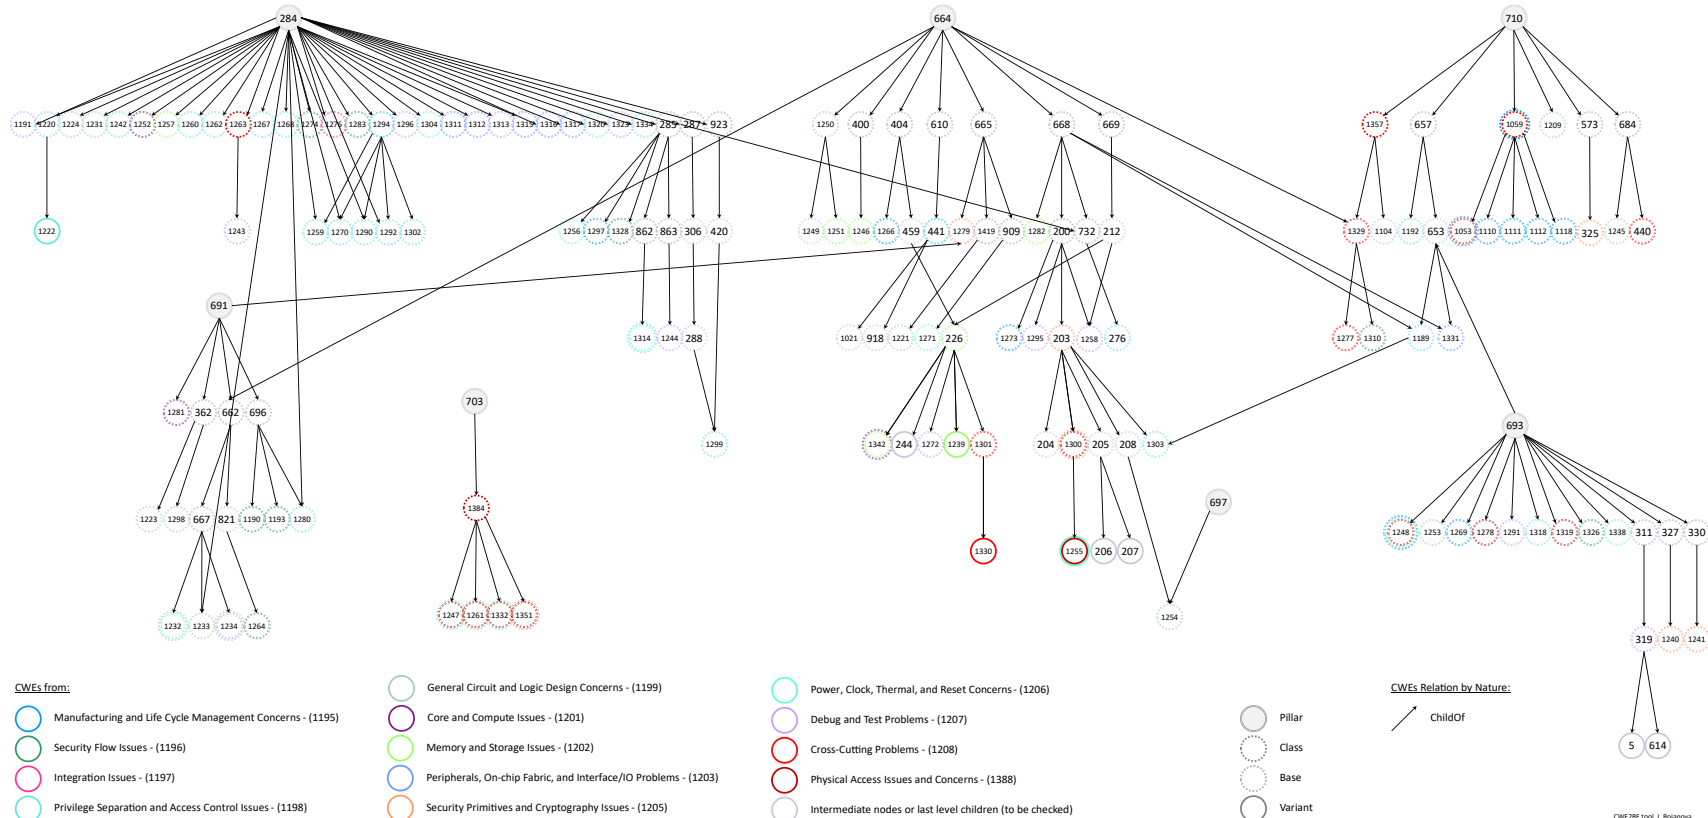 284 664 710
1191 1220 1224 1231 1242 1252 1257 1260 1262 1263 1267 1268 1274 1276 1283 1294 1296 1304 1311 1312 1313 1315 1316 1317 1320 1323 1334 285 287 923 1250 400 404 610 665 668 669 1357 657 1059 1209 573 684
1222 1243 1259 1270 1290 1292 1302 1256 1297 1328 862 863 306 420 1249 1251 1246 1266 459 441 1279 1419 909 1282 200 732 212 1329 1104 1192 653 1053 1110 1111 1112 1118 325 1245 440
691
1314 1244 288 1021 918 1221 1271 226 1273 1295 203 1258 276 1277 1310 1189 1331
703
1281 362 662 696
693
1299 1342 244 1272 1239 1301 204 1300 205 208 1303
697
1384
1223 1298 667 821 1190 1193 1280
1248 1253 1269 1278 1291 1318 1319 1326 1338 311 327 330
1330 1255 206 207
1247 1261 1332 1351 1254
1232 1233 1234 1264
319 1240 1241
5 614
CWEs from:
Manufacturing and Life Cycle Management Concerns - (1195)
Security Flow Issues - (1196)
Integration Issues - (1197)
Privilege Separation and Access Control Issues - (1198)
General Circuit and Logic Design Concerns - (1199)
Core and Compute Issues - (1201)
Memory and Storage Issues - (1202)
Peripherals, On-chip Fabric, and Interface/IO Problems - (1203)
Security Primitives and Cryptography Issues - (1205)
Power, Clock, Thermal, and Reset Concerns - (1206)
Debug and Test Problems - (1207)
Cross-Cutting Problems - (1208)
Physical Access Issues and Concerns - (1388)
Intermediate nodes or last level children (to be checked)
Pillar
Class
Base
Variant
CWEs Relation by Nature:
ChildOf
CWE2BF tool, I. Bojanova